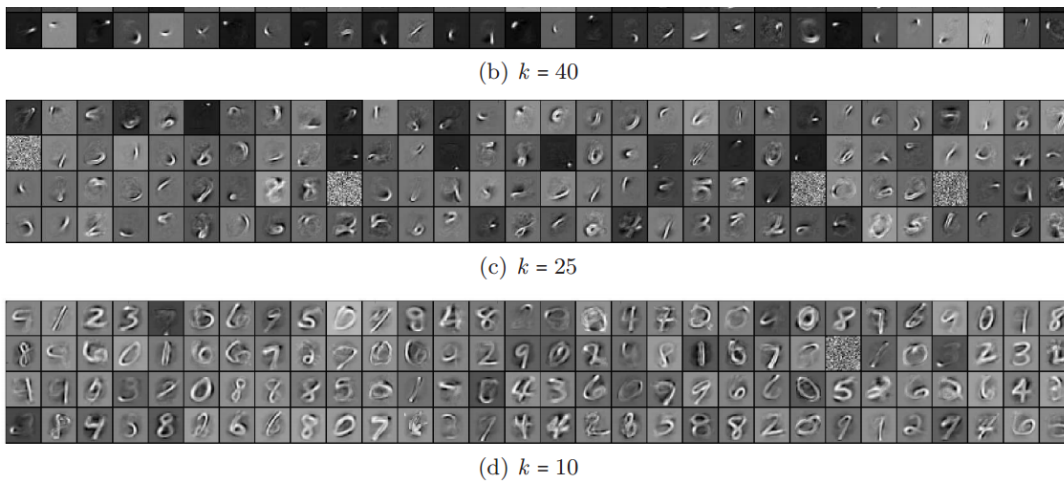 (b) k = 40
(c) k = 25
(d) k = 10